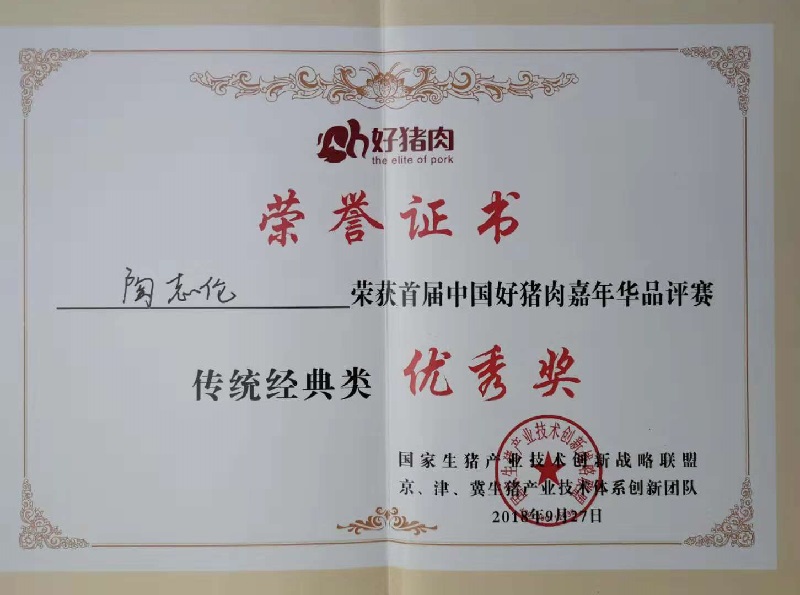 好猪肉
the elite of pork
荣誉证书
陶志伦 荣获首届中国好猪肉嘉年华品评赛
传统经典类 优秀奖
国家生猪产业技术创新战略联盟
京、津、冀生猪产业技术体系创新团队
2018年9月27日